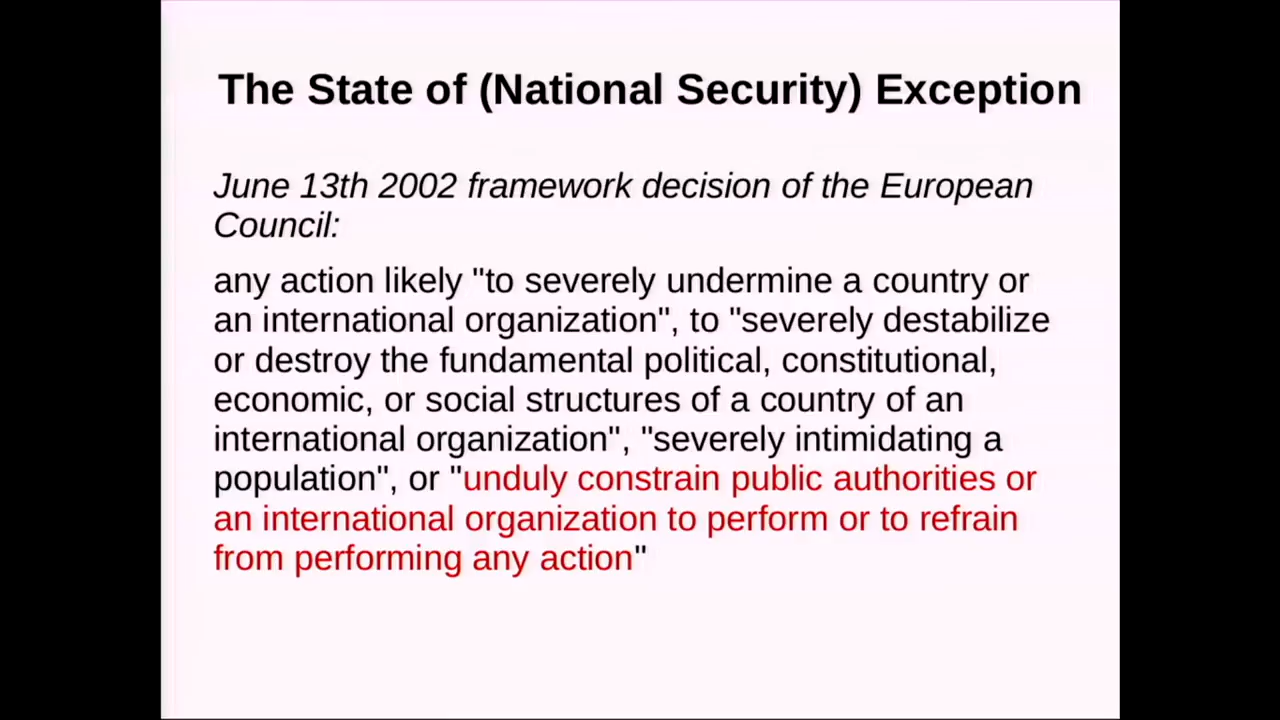 The State of (National Security) Exception
June 13th 2002 framework decision of the European
Council:
any action likely "to severely undermine a country or
an international organization", to "severely destabilize
or destroy the fundamental political, constitutional,
economic, or social structures of a country of an
international organization", "severely intimidating a
population", or "unduly constrain public authorities or
an international organization to perform or to refrain
from performing any action"